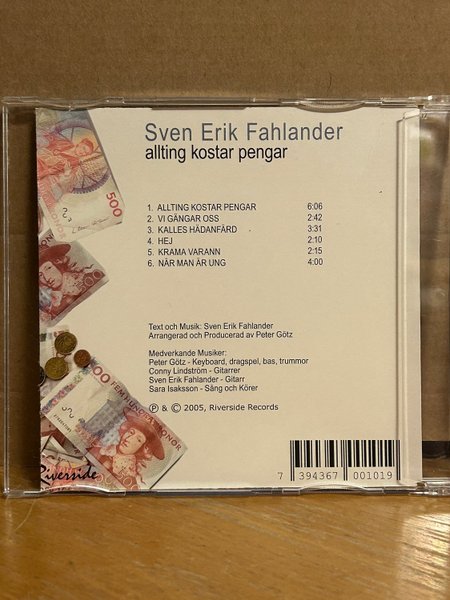 Sven Erik Fahlander
allting kostar pengar
1. ALLTING KOSTAR PENGAR 6:06
2. VI GÄNGAR OSS 2:42
3. KALLES HÄDANFÄRD 3:31
4. HEJ 2:10
5. KRAMA VARANN 2:15
6. NÄR MAN ÄR UNG 4:00
Text och Musik: Sven Erik Fahlander
Arrangerad och Producerad av Peter Götz
Medverkande Musiker:
Peter Götz - Keyboard, dragspel, bas, trummor
Conny Lindström - Gitarrer
Sven Erik Fahlander - Gitarr
Sara Isaksson - Sång och Körer
℗ & © 2005, Riverside Records
7 394367 001019
Riverside
500
FEMHUNDRA KRONOR